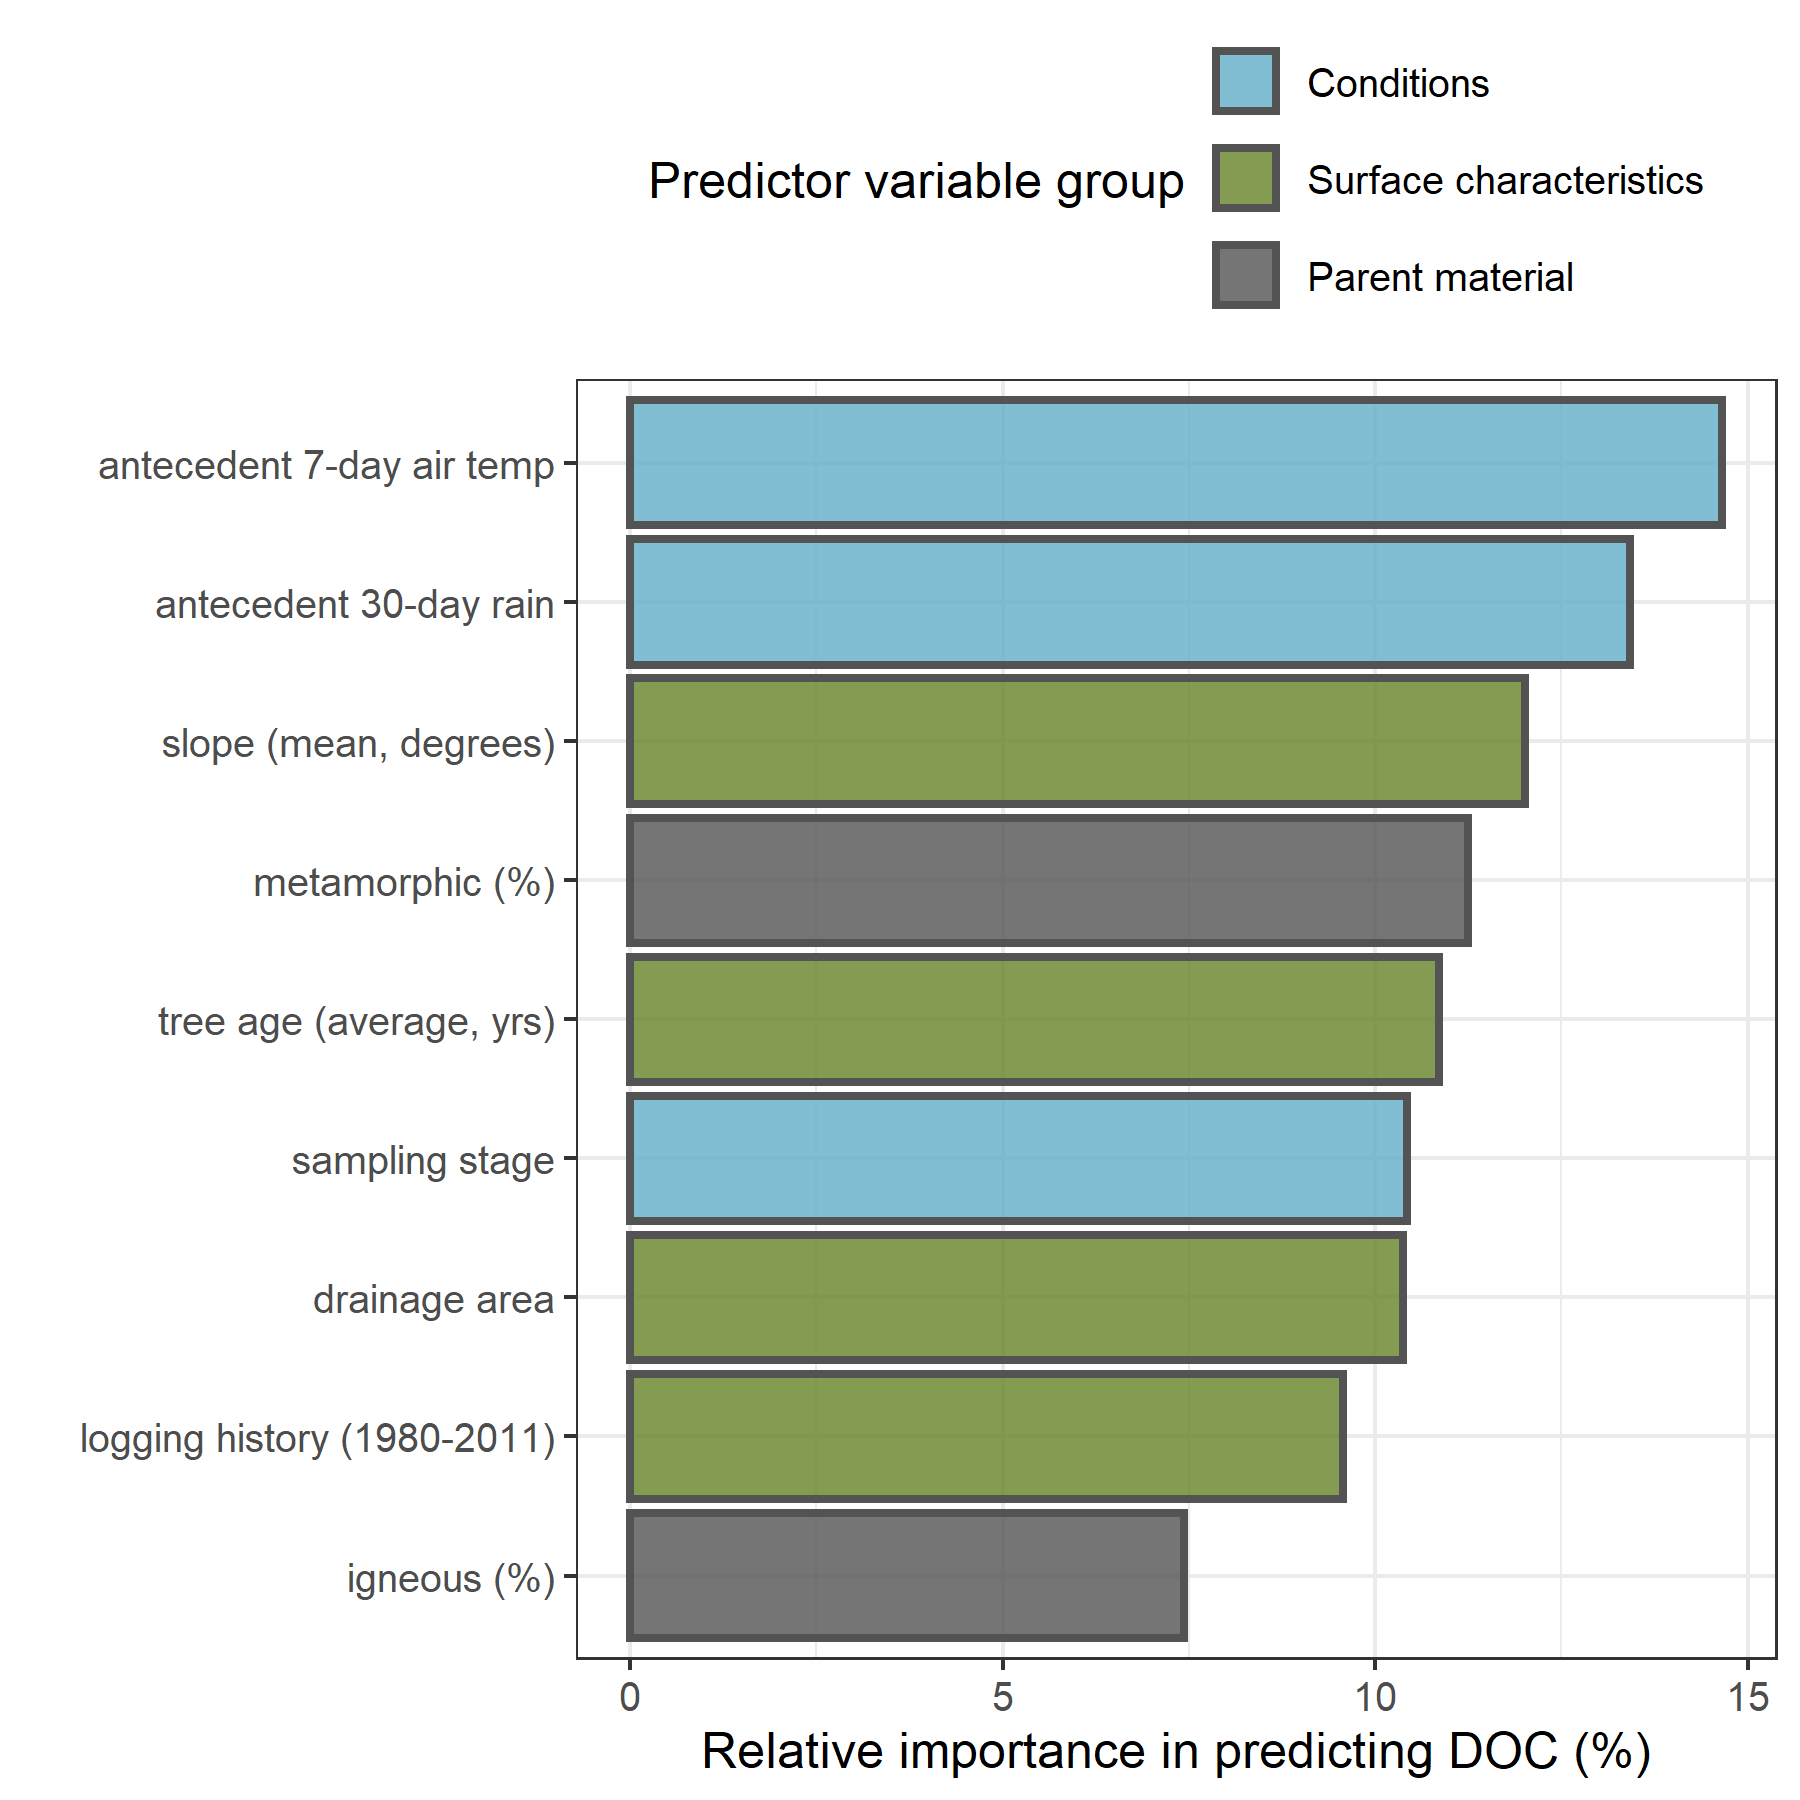 Predictor variable group
Conditions
Surface characteristics
Parent material
antecedent 7-day air temp
antecedent 30-day rain
slope (mean, degrees)
metamorphic (%)
tree age (average, yrs)
sampling stage
drainage area
logging history (1980-2011)
igneous (%)
0 5 10 15
Relative importance in predicting DOC (%)